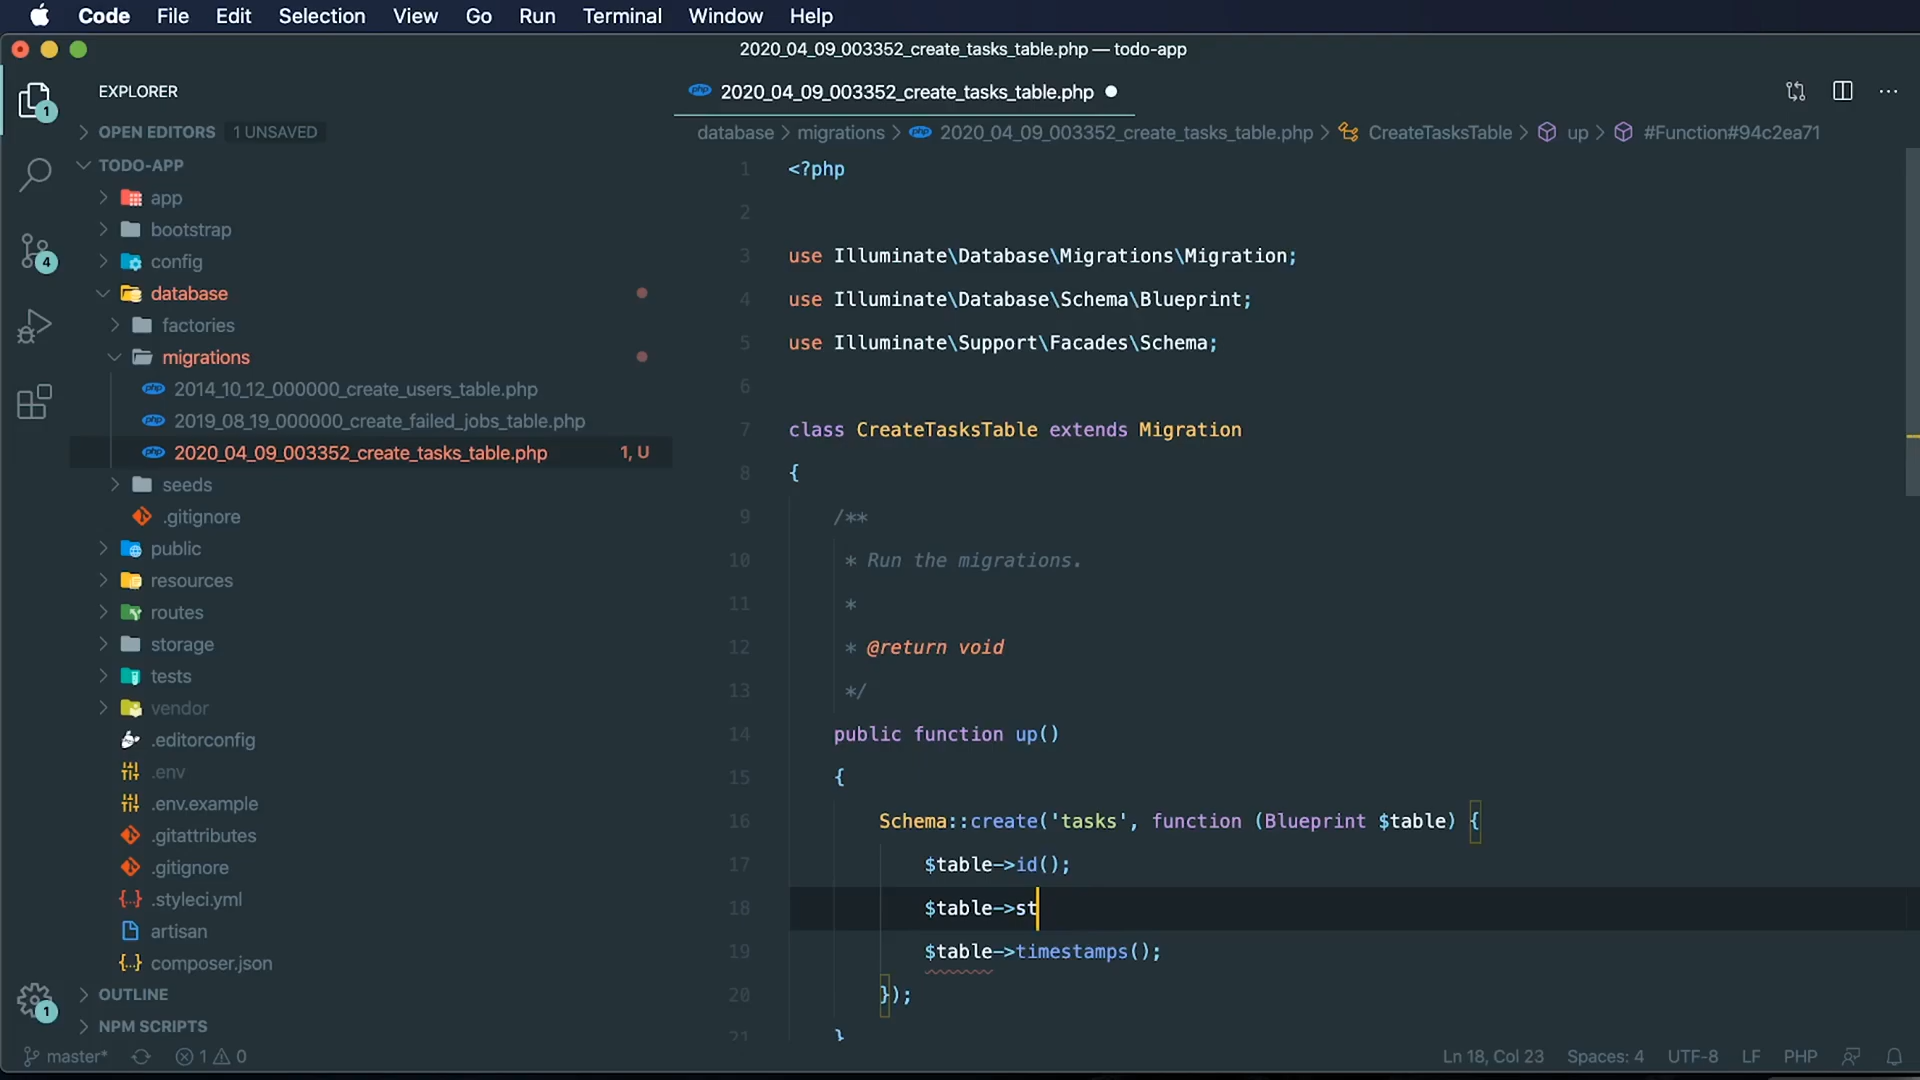 Code File Edit Selection View Go Run Terminal Window Help
2020_04_09_003352_create_tasks_table.php — todo-app
EXPLORER
OPEN EDITORS 1 UNSAVED
TODO-APP
app
bootstrap
config
database
factories
migrations
2014_10_12_000000_create_users_table.php
2019_08_19_000000_create_failed_jobs_table.php
2020_04_09_003352_create_tasks_table.php 1, U
seeds
.gitignore
public
resources
routes
storage
tests
vendor
.editorconfig
.env
.env.example
.gitattributes
.gitignore
.styleci.yml
artisan
composer.json
OUTLINE
NPM SCRIPTS
1
4
1
2020_04_09_003352_create_tasks_table.php
database > migrations > 2020_04_09_003352_create_tasks_table.php > CreateTasksTable > up > #Function#94c2ea71
1 <?php
2
3 use Illuminate\Database\Migrations\Migration;
4 use Illuminate\Database\Schema\Blueprint;
5 use Illuminate\Support\Facades\Schema;
6
7 class CreateTasksTable extends Migration
8 {
9 /**
10 * Run the migrations.
11 *
12 * @return void
13 */
14 public function up()
15 {
16 Schema::create('tasks', function (Blueprint $table) {
17 $table->id();
18 $table->st
19 $table->timestamps();
20 });
21 }
master* 1 0 Ln 18, Col 23 Spaces: 4 UTF-8 LF PHP